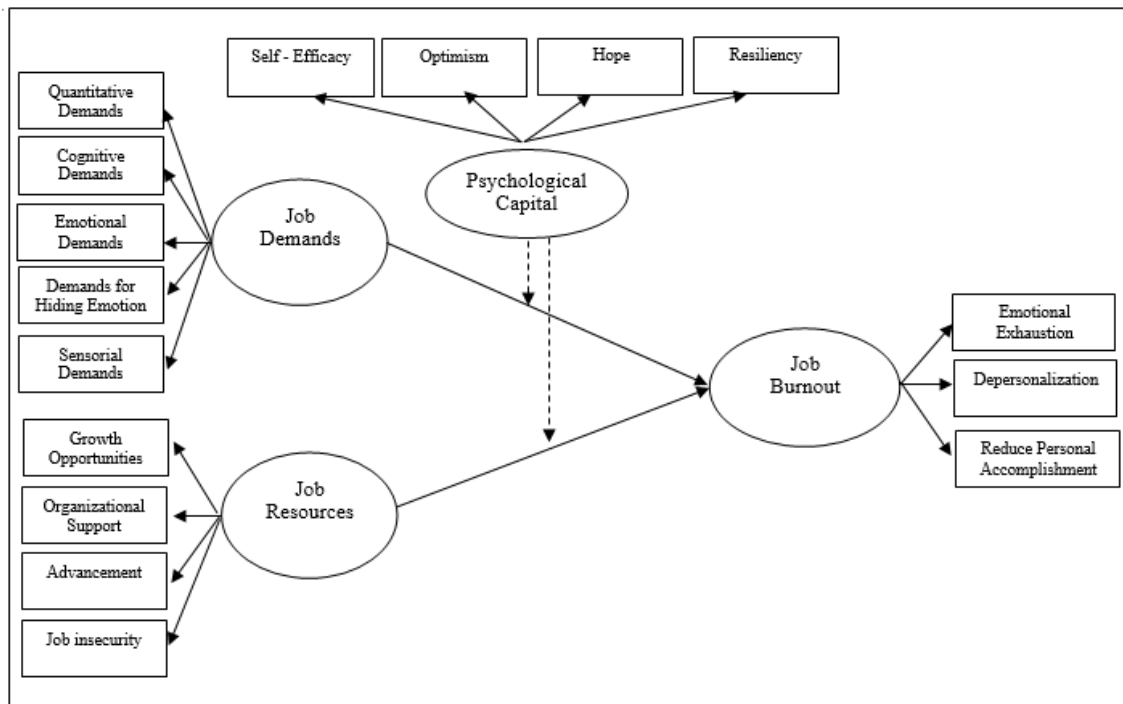 Self - Efficacy
Optimism
Hope
Resiliency
Quantitative
Demands
Cognitive
Demands
Emotional
Demands
Demands for
Hiding Emotion
Sensorial
Demands
Job
Demands
Psychological
Capital
Growth
Opportunities
Organizational
Support
Advancement
Job insecurity
Job
Resources
Job
Burnout
Emotional
Exhaustion
Depersonalization
Reduce Personal
Accomplishment